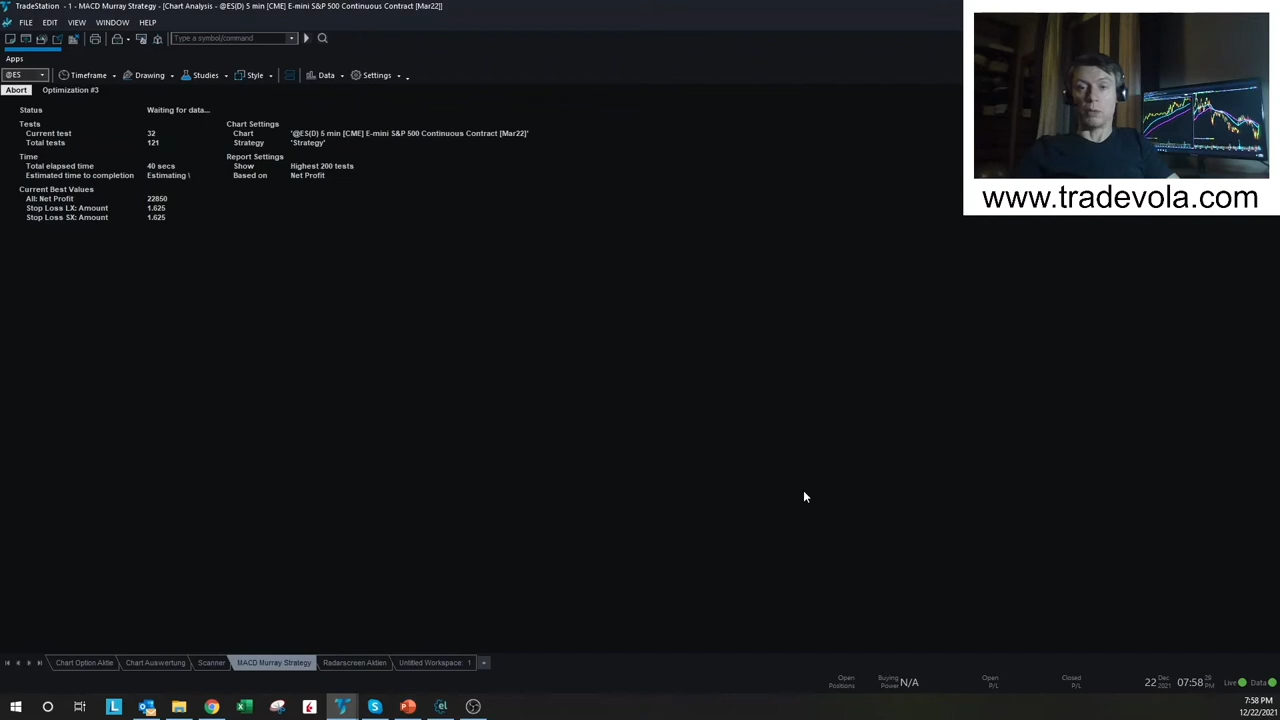 TradeStation - 1 - MACD Murray Strategy - [Chart Analysis - @ES(D) 5 min [CME] E-mini S&P 500 Continuous Contract [Mar22]]
FILE EDIT VIEW WINDOW HELP
Type a symbol/command
Apps
@ES Timeframe Drawing Studies Style Data Settings
Abort Optimization #3
Status Waiting for data...
Tests Chart Settings
Current test 32 Chart '@ES(D) 5 min [CME] E-mini S&P 500 Continuous Contract [Mar22]'
Total tests 121 Strategy 'Strategy'
Time Report Settings
Total elapsed time 40 secs Show Highest 200 tests
Estimated time to completion Estimating \ Based on Net Profit
Current Best Values
All: Net Profit 22850
Stop Loss LX: Amount 1.625
Stop Loss SX: Amount 1.625
www.tradevola.com
Chart Option Aktie Chart Auswertung Scanner MACD Murray Strategy Radarscreen Aktien Untitled Workspace: 1
Open Positions Buying Power N/A Open P/L Closed P/L 22 Dec 2021 07:58 29 PM Live Data
7:58 PM
12/22/2021